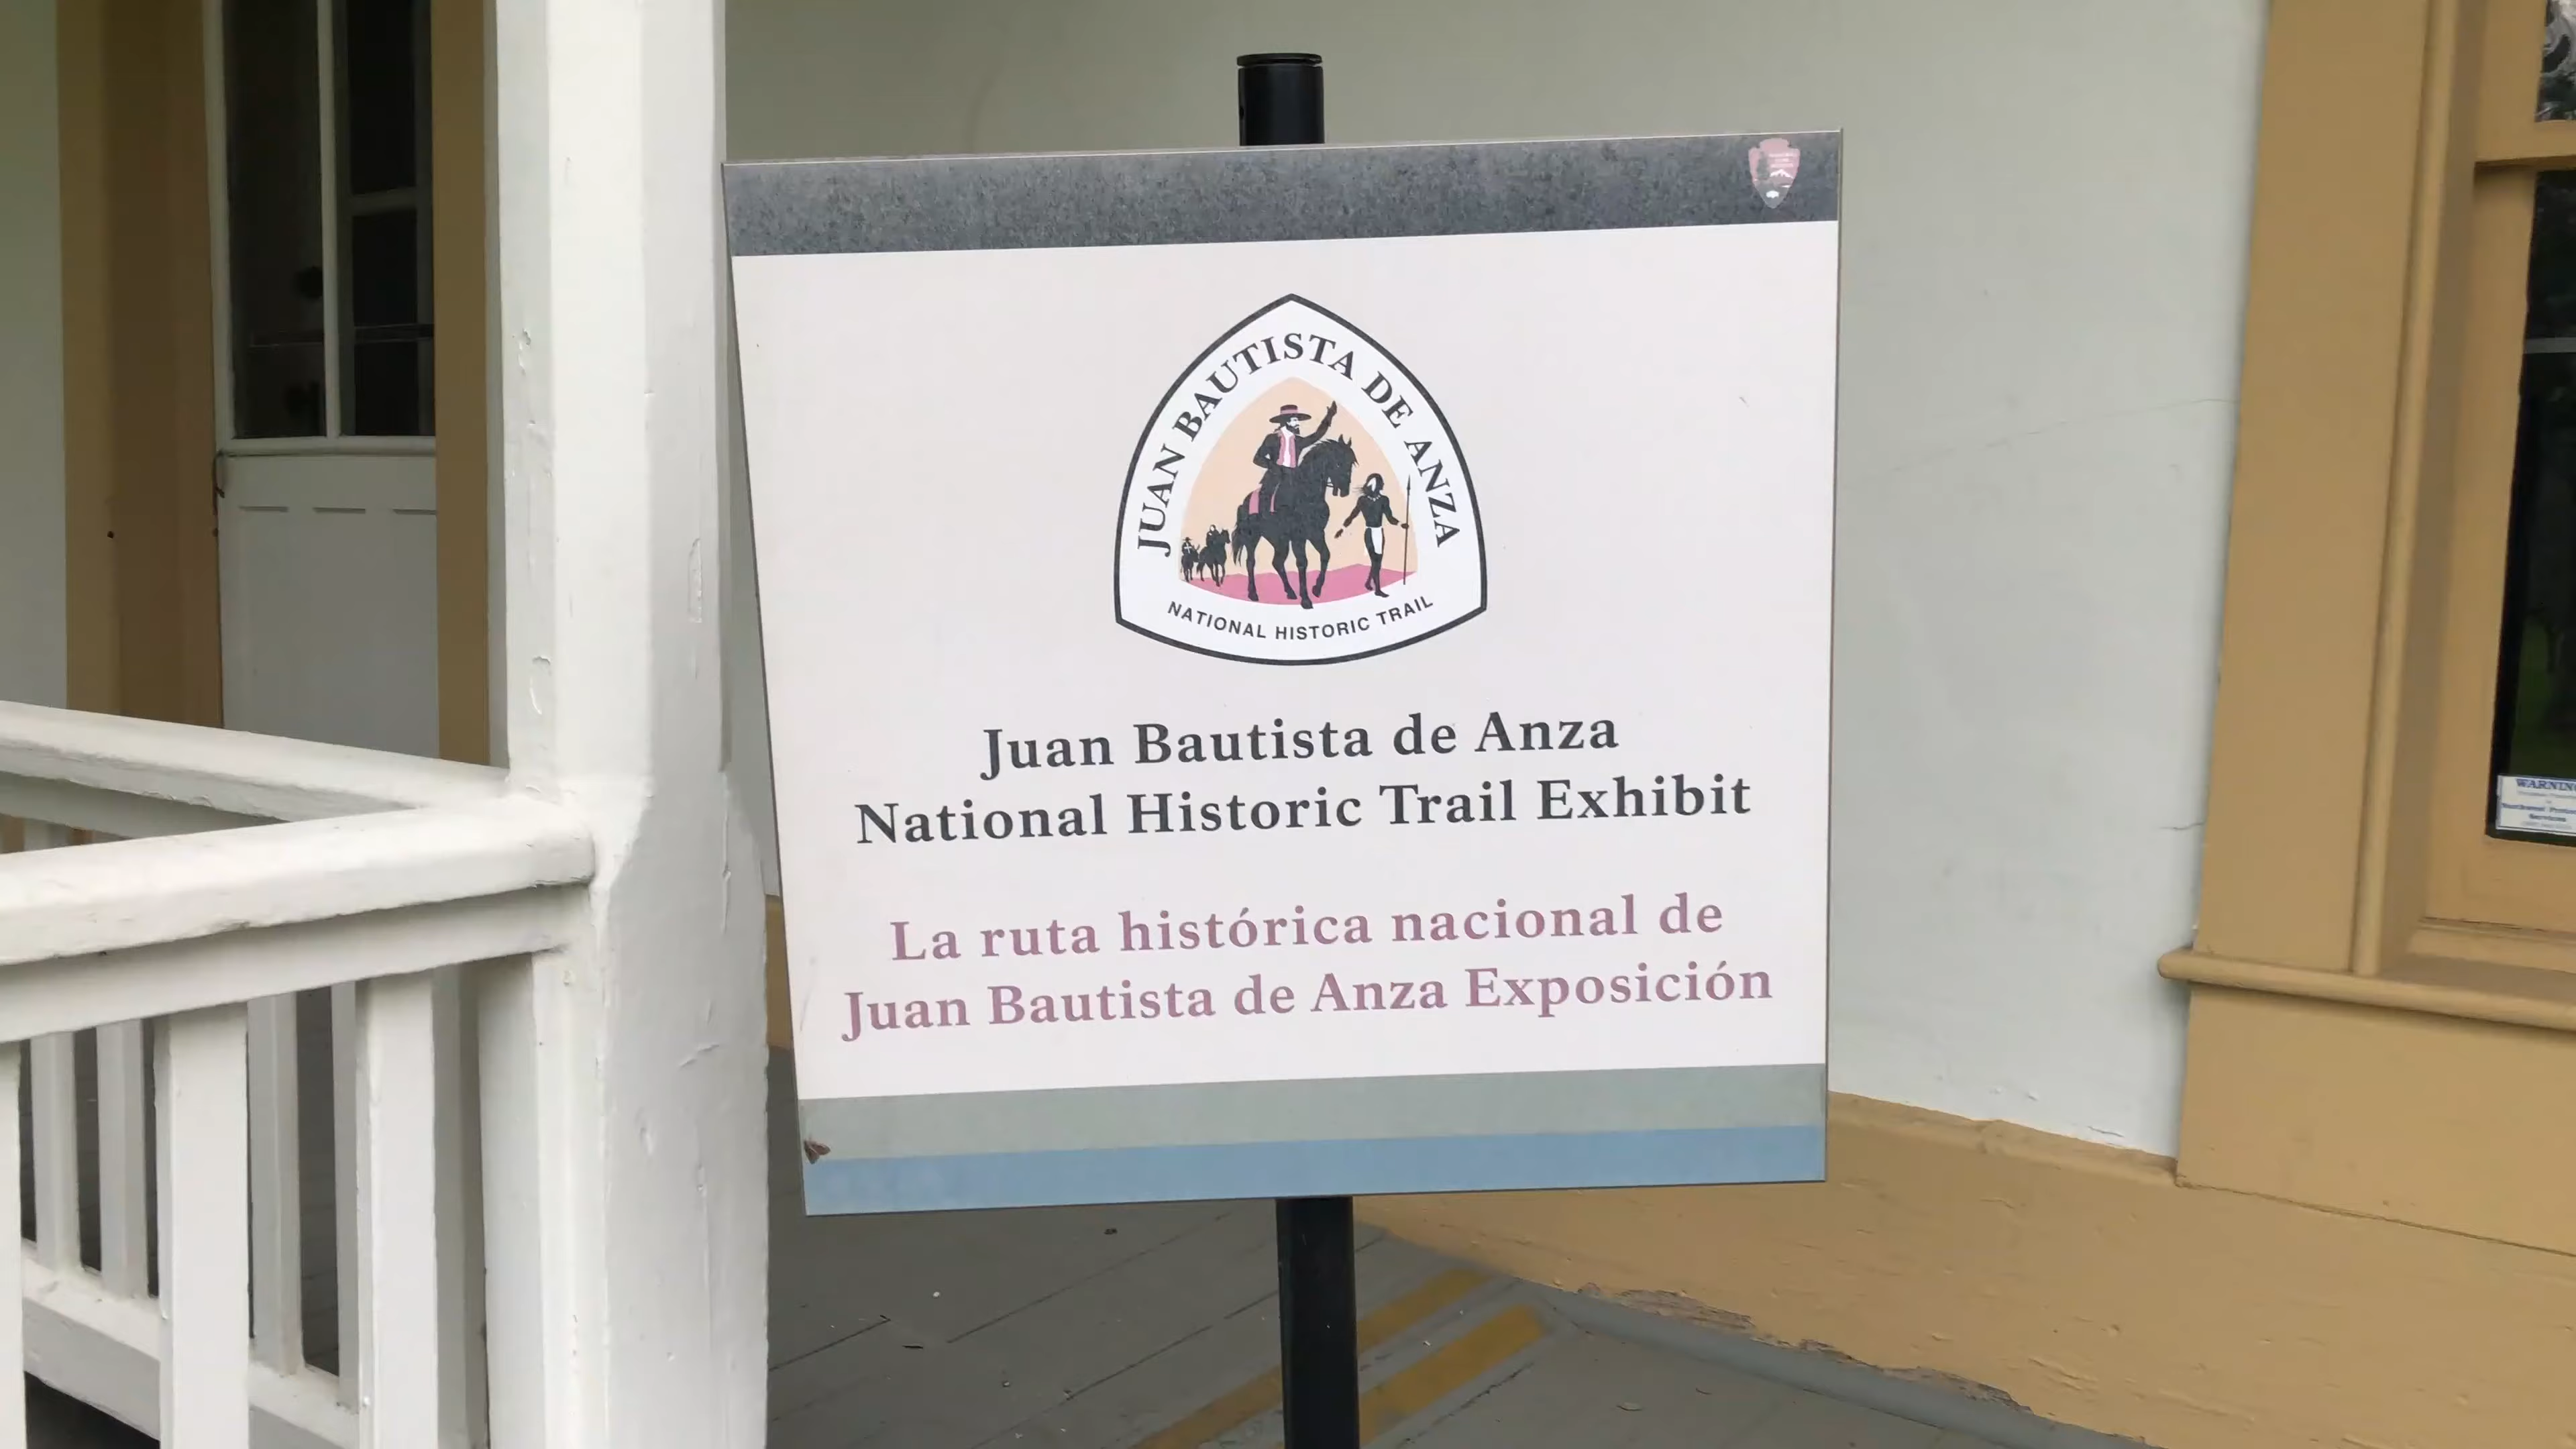 JUAN BAUTISTA DE ANZA
NATIONAL HISTORIC TRAIL
Juan Bautista de Anza
National Historic Trail Exhibit
La ruta histórica nacional de
Juan Bautista de Anza Exposición
WARNING
Services